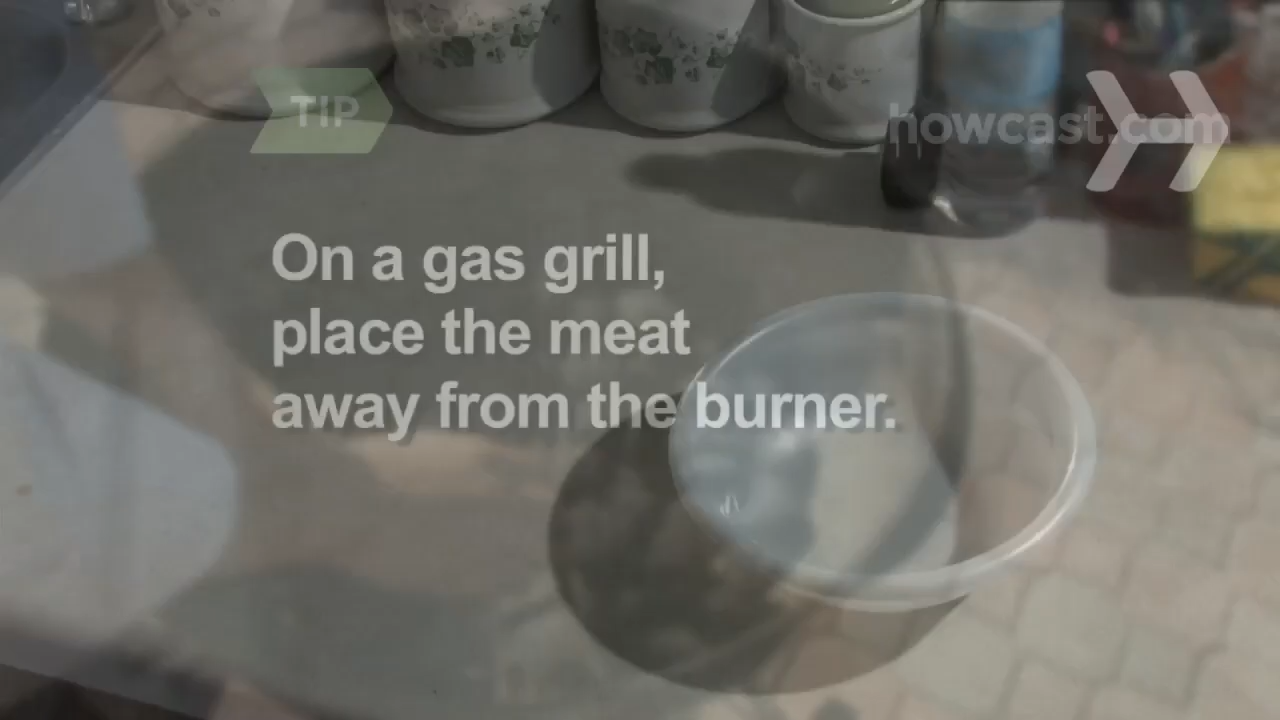 TIP
howcast.com
On a gas grill,
place the meat
away from the burner.